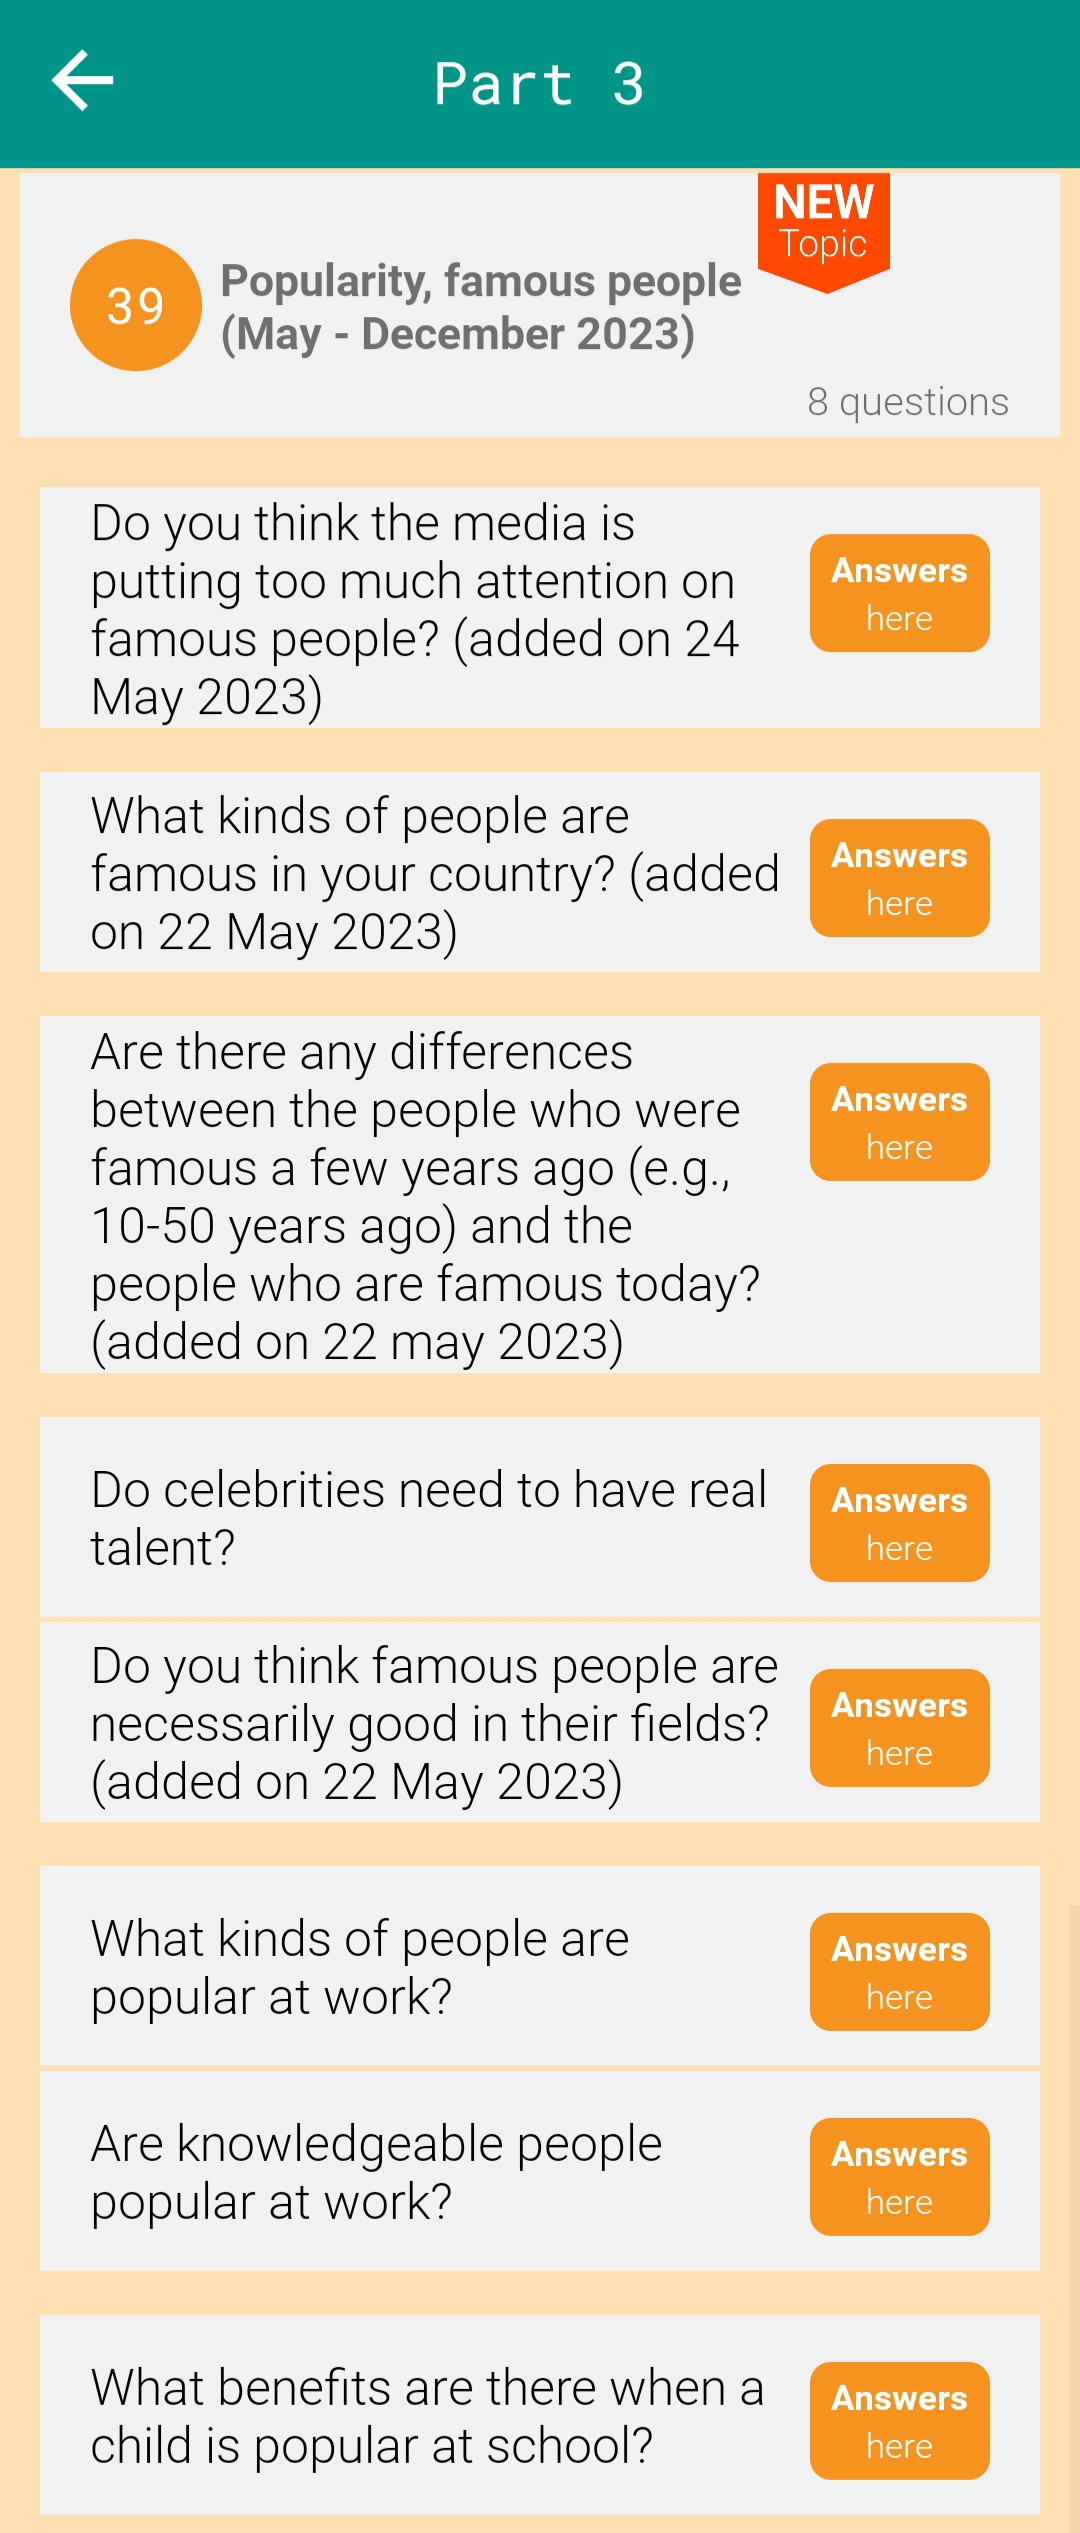 Part 3
NEW
Topic
39
Popularity, famous people
(May - December 2023)
8 questions
Do you think the media is
putting too much attention on
famous people? (added on 24
May 2023)
Answers
here
What kinds of people are
famous in your country? (added
on 22 May 2023)
Answers
here
Are there any differences
between the people who were
famous a few years ago (e.g.,
10-50 years ago) and the
people who are famous today?
(added on 22 may 2023)
Answers
here
Do celebrities need to have real
talent?
Answers
here
Do you think famous people are
necessarily good in their fields?
(added on 22 May 2023)
Answers
here
What kinds of people are
popular at work?
Answers
here
Are knowledgeable people
popular at work?
Answers
here
What benefits are there when a
child is popular at school?
Answers
here